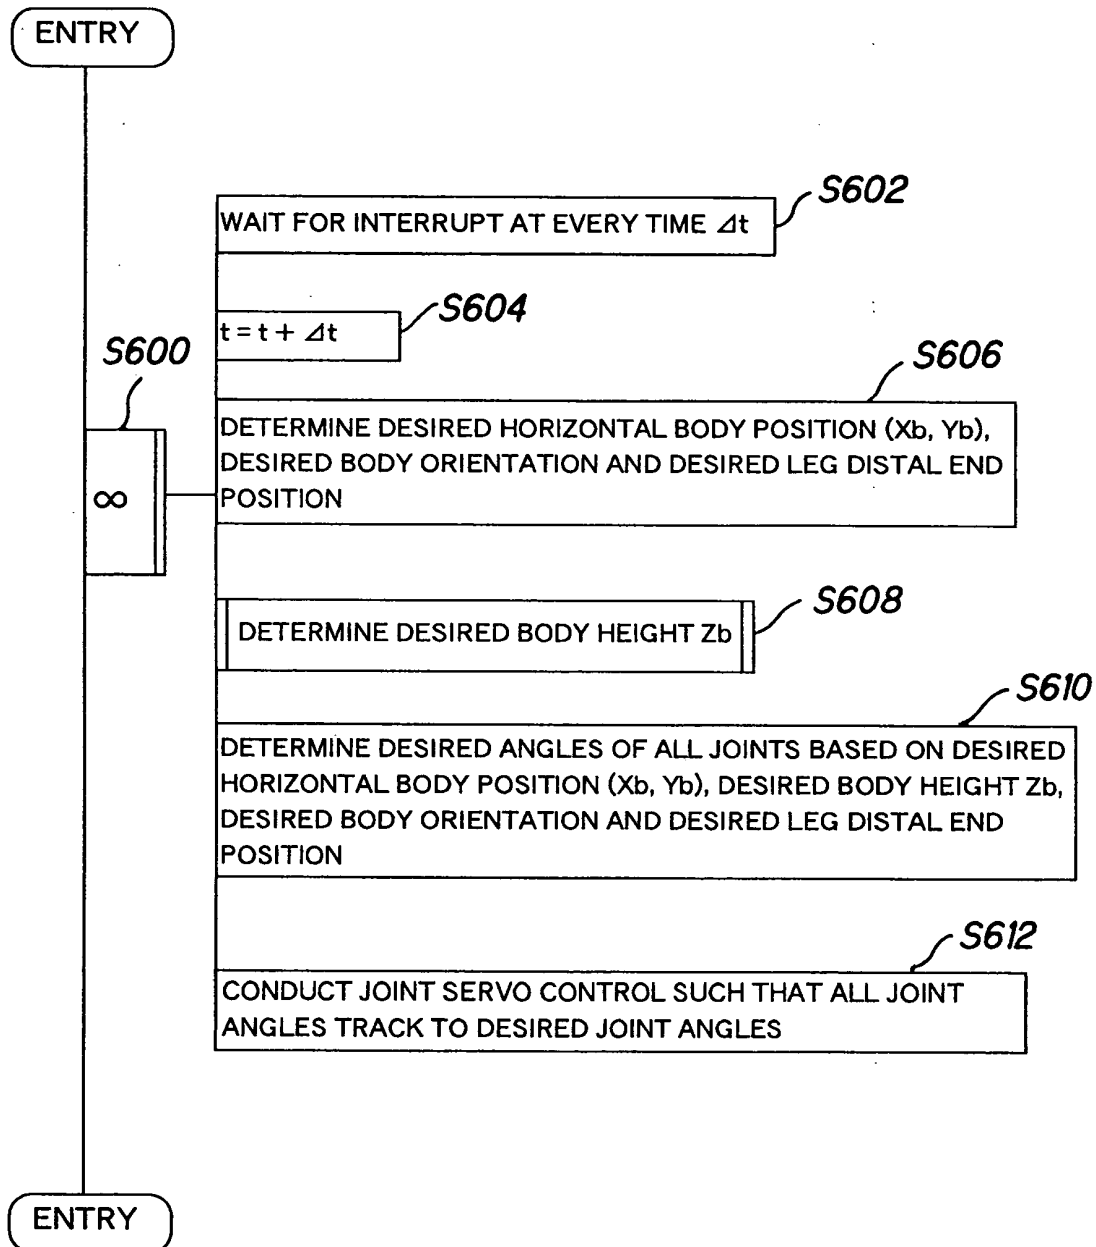 ENTRY
S602
WAIT FOR INTERRUPT AT EVERY TIME ⊿t
S604
t = t + ⊿t
S600
∞
S606
DETERMINE DESIRED HORIZONTAL BODY POSITION (Xb, Yb),
DESIRED BODY ORIENTATION AND DESIRED LEG DISTAL END
POSITION
S608
DETERMINE DESIRED BODY HEIGHT Zb
S610
DETERMINE DESIRED ANGLES OF ALL JOINTS BASED ON DESIRED
HORIZONTAL BODY POSITION (Xb, Yb), DESIRED BODY HEIGHT Zb,
DESIRED BODY ORIENTATION AND DESIRED LEG DISTAL END
POSITION
S612
CONDUCT JOINT SERVO CONTROL SUCH THAT ALL JOINT
ANGLES TRACK TO DESIRED JOINT ANGLES
ENTRY